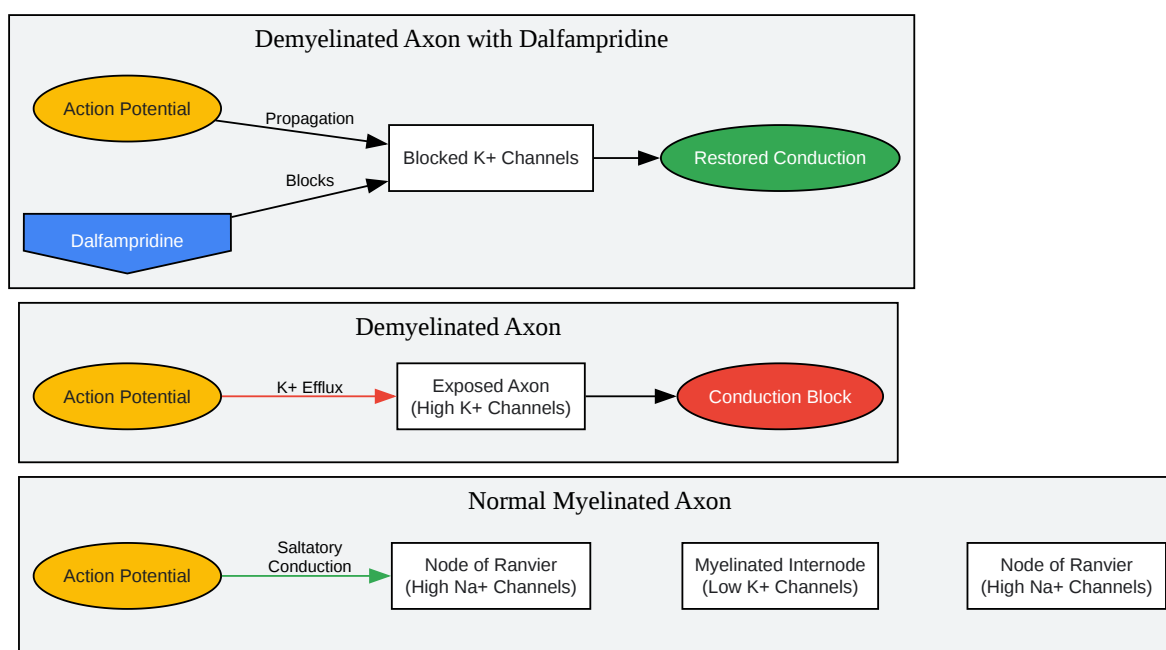 Demyelinated Axon with Dalfampridine
Action Potential
Propagation
Blocked K+ Channels
Restored Conduction
Blocks
Dalfampridine
Demyelinated Axon
Action Potential
K+ Efflux
Exposed Axon
(High K+ Channels)
Conduction Block
Normal Myelinated Axon
Action Potential
Saltatory
Conduction
Node of Ranvier
(High Na+ Channels)
Myelinated Internode
(Low K+ Channels)
Node of Ranvier
(High Na+ Channels)